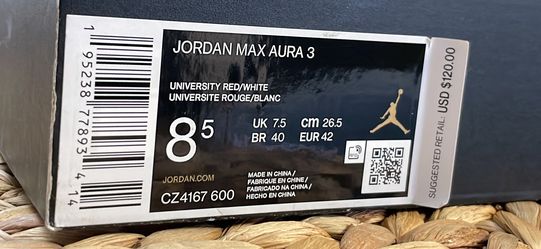 JORDAN MAX AURA 3
UNIVERSITY RED/WHITE
UNIVERSITE ROUGE/BLANC
8 5
UK 7.5 cm 26.5
BR 40 EUR 42
JORDAN.COM
CZ4167 600
MADE IN CHINA /
FABRIQUE EN CHINE /
FABRICADO NA CHINA /
HECHO EN CHINA
SUGGESTED RETAIL: USD $120.00
1 95238 77893 4 14